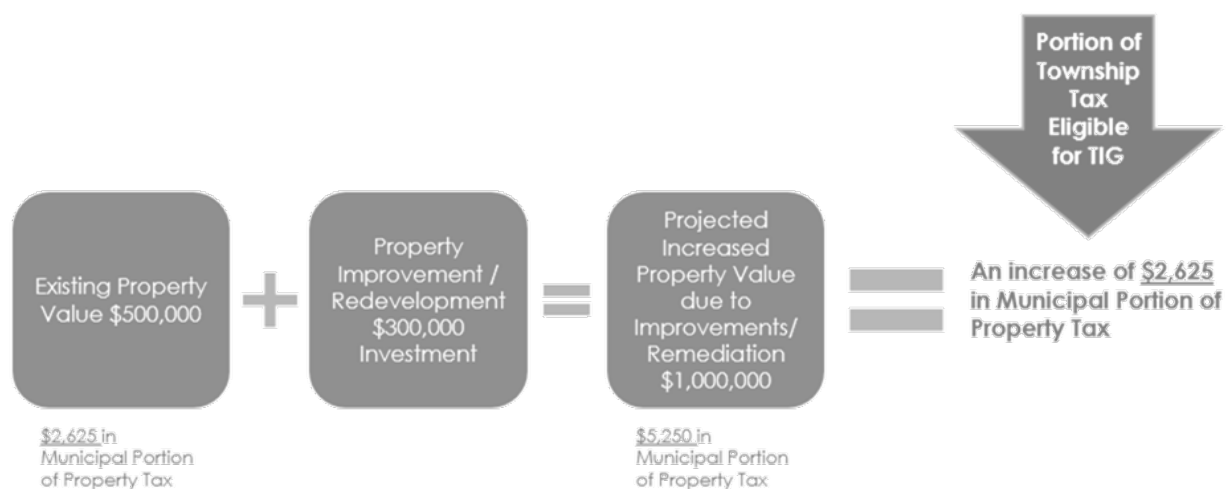 Portion of
Township
Tax
Eligible
for TIG
Existing Property
Value $500,000
Property
Improvement /
Redevelopment
$300,000
Investment
Projected
Increased
Property Value
due to
Improvements/
Remediation
$1,000,000
An increase of $2,625
in Municipal Portion of
Property Tax
$2,625 in
Municipal Portion
of Property Tax
$5,250 in
Municipal Portion
of Property Tax